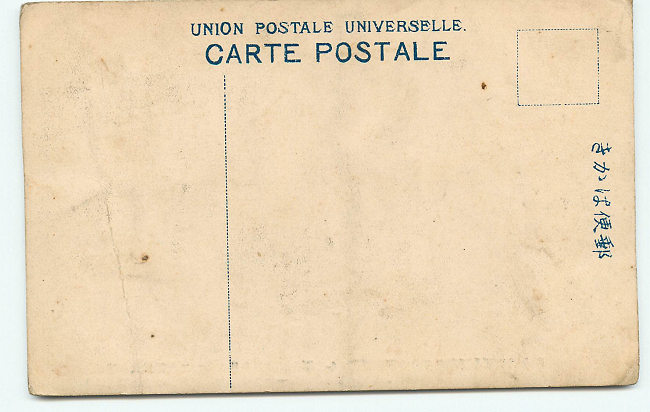 UNION POSTALE UNIVERSELLE.
CARTE POSTALE
郵便はかき